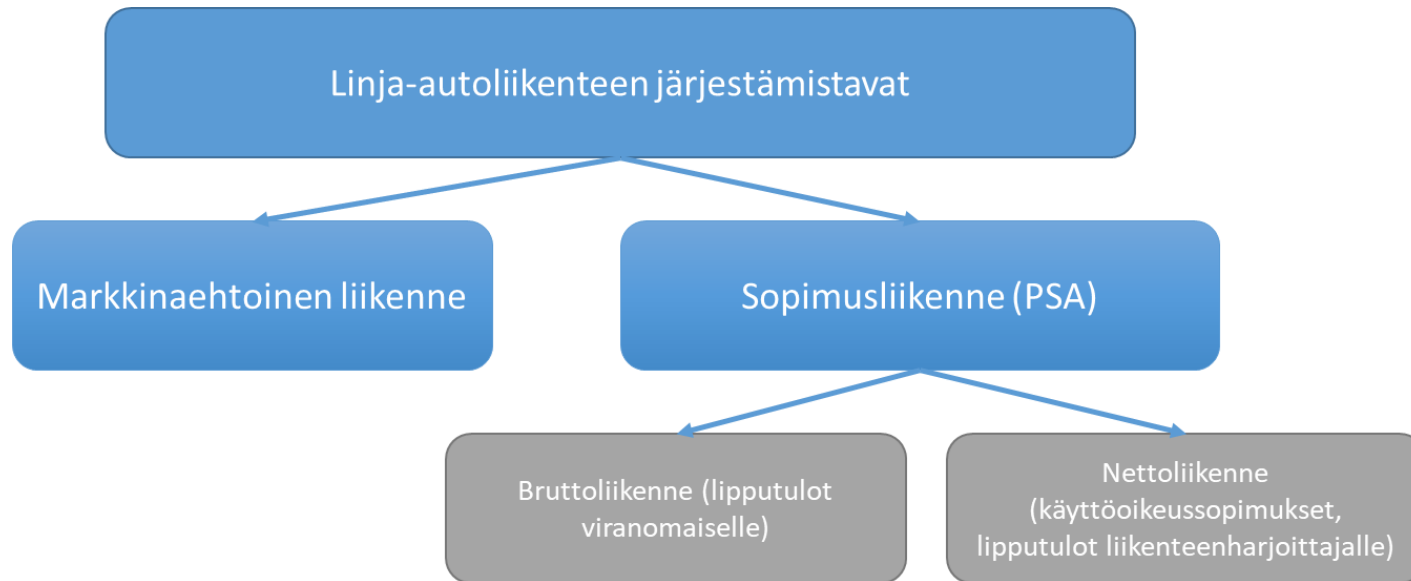 Linja-autoliikenteen järjestämistavat
Markkinaehtoinen liikenne
Sopimusliikenne (PSA)
Bruttoliikenne (lipputulot
viranomaiselle)
Nettoliikenne
(käyttöoikeussopimukset,
lipputulot liikenteenharjoittajalle)